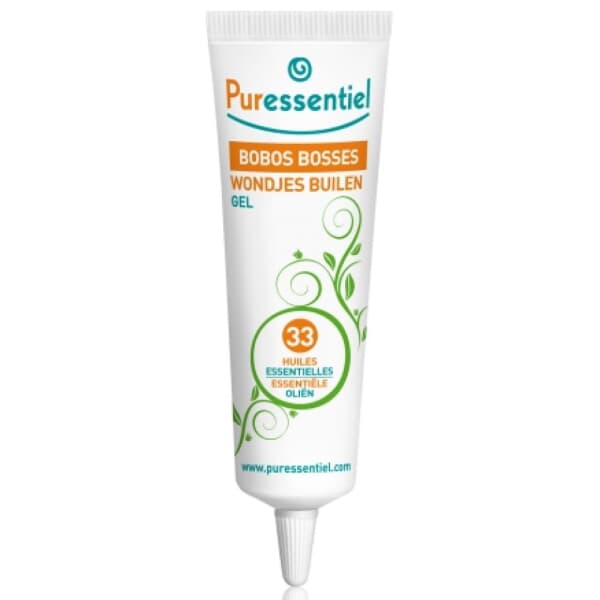 Puressentiel
BOBOS BOSSES
WONDJES BUILEN
GEL
33
HUILES
ESSENTIELLES
ESSENTIËLE
OLIËN
www.puressentiel.com